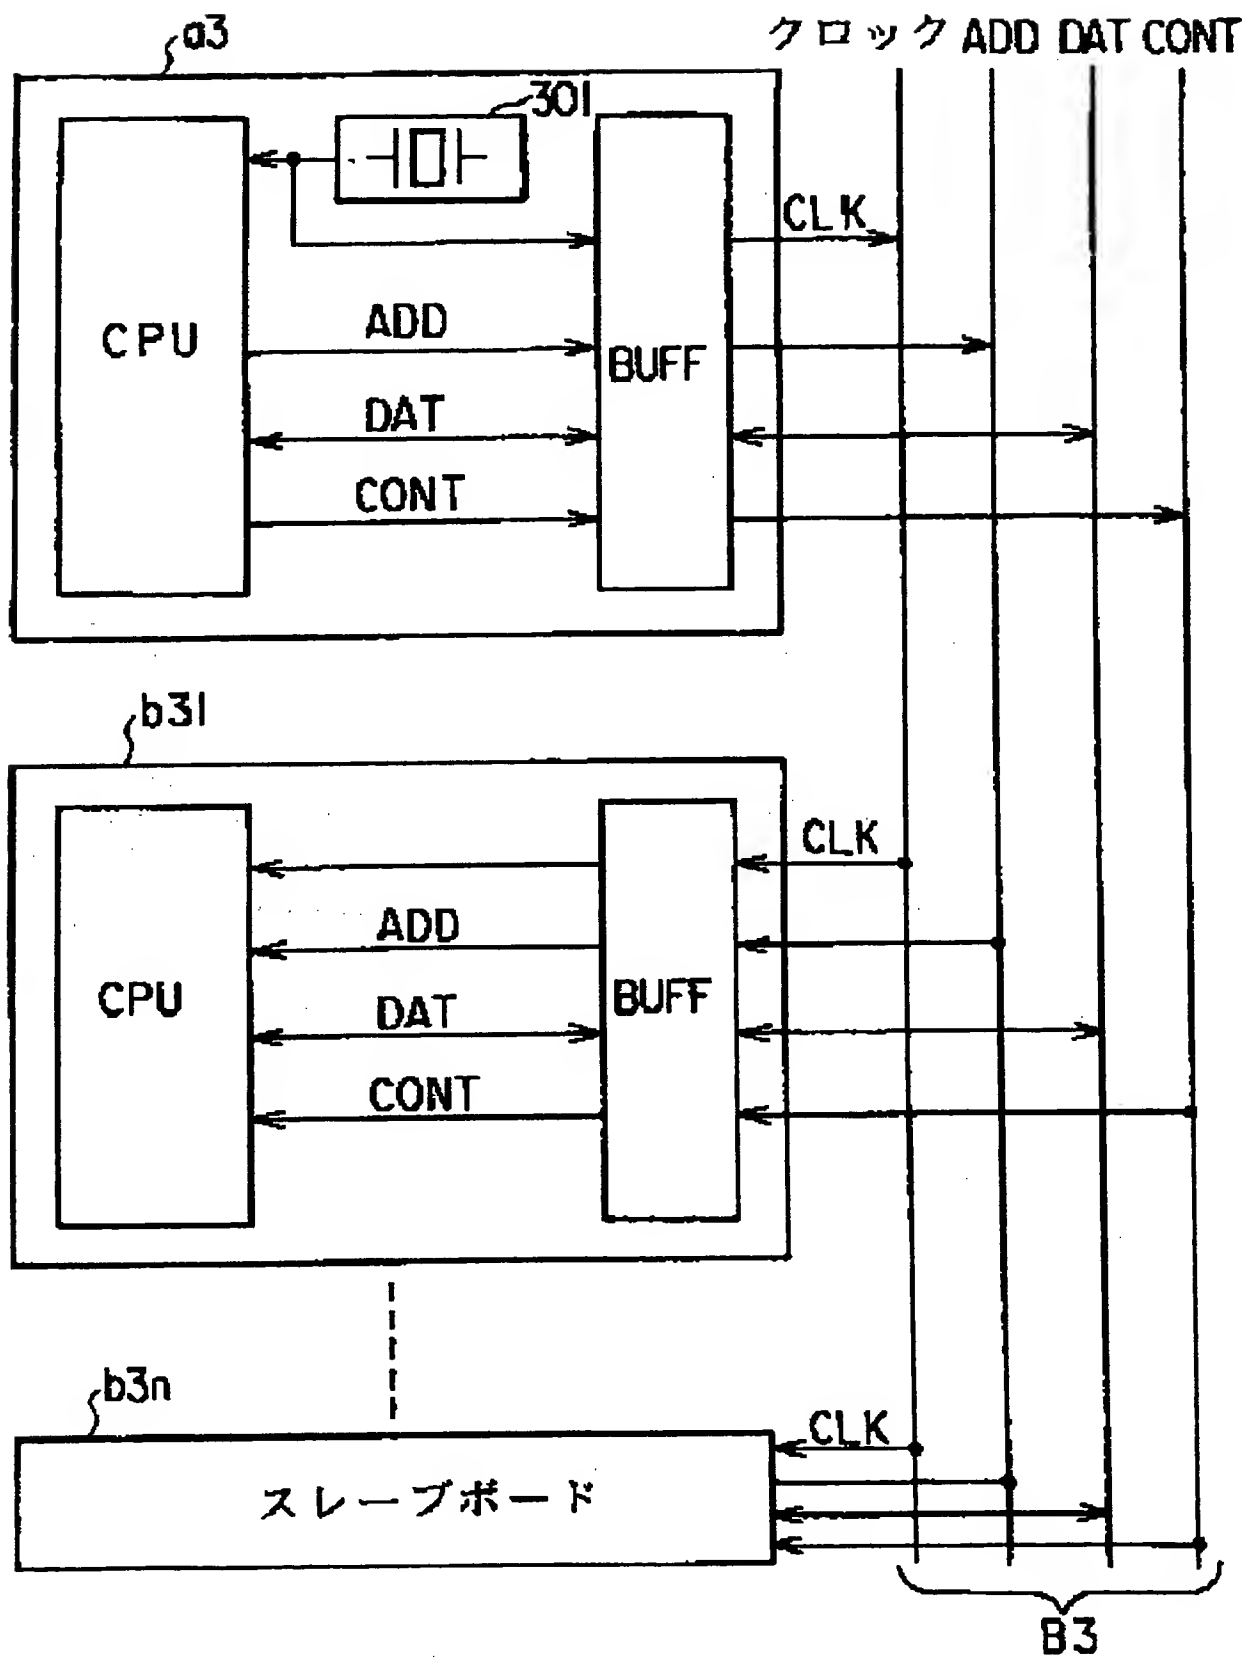 a3
クロック ADD DAT CONT
301
CLK
CPU
ADD
BUFF
DAT
CONT
b31
CLK
ADD
CPU
BUFF
DAT
CONT
b3n
CLK
スレーブボード
B3